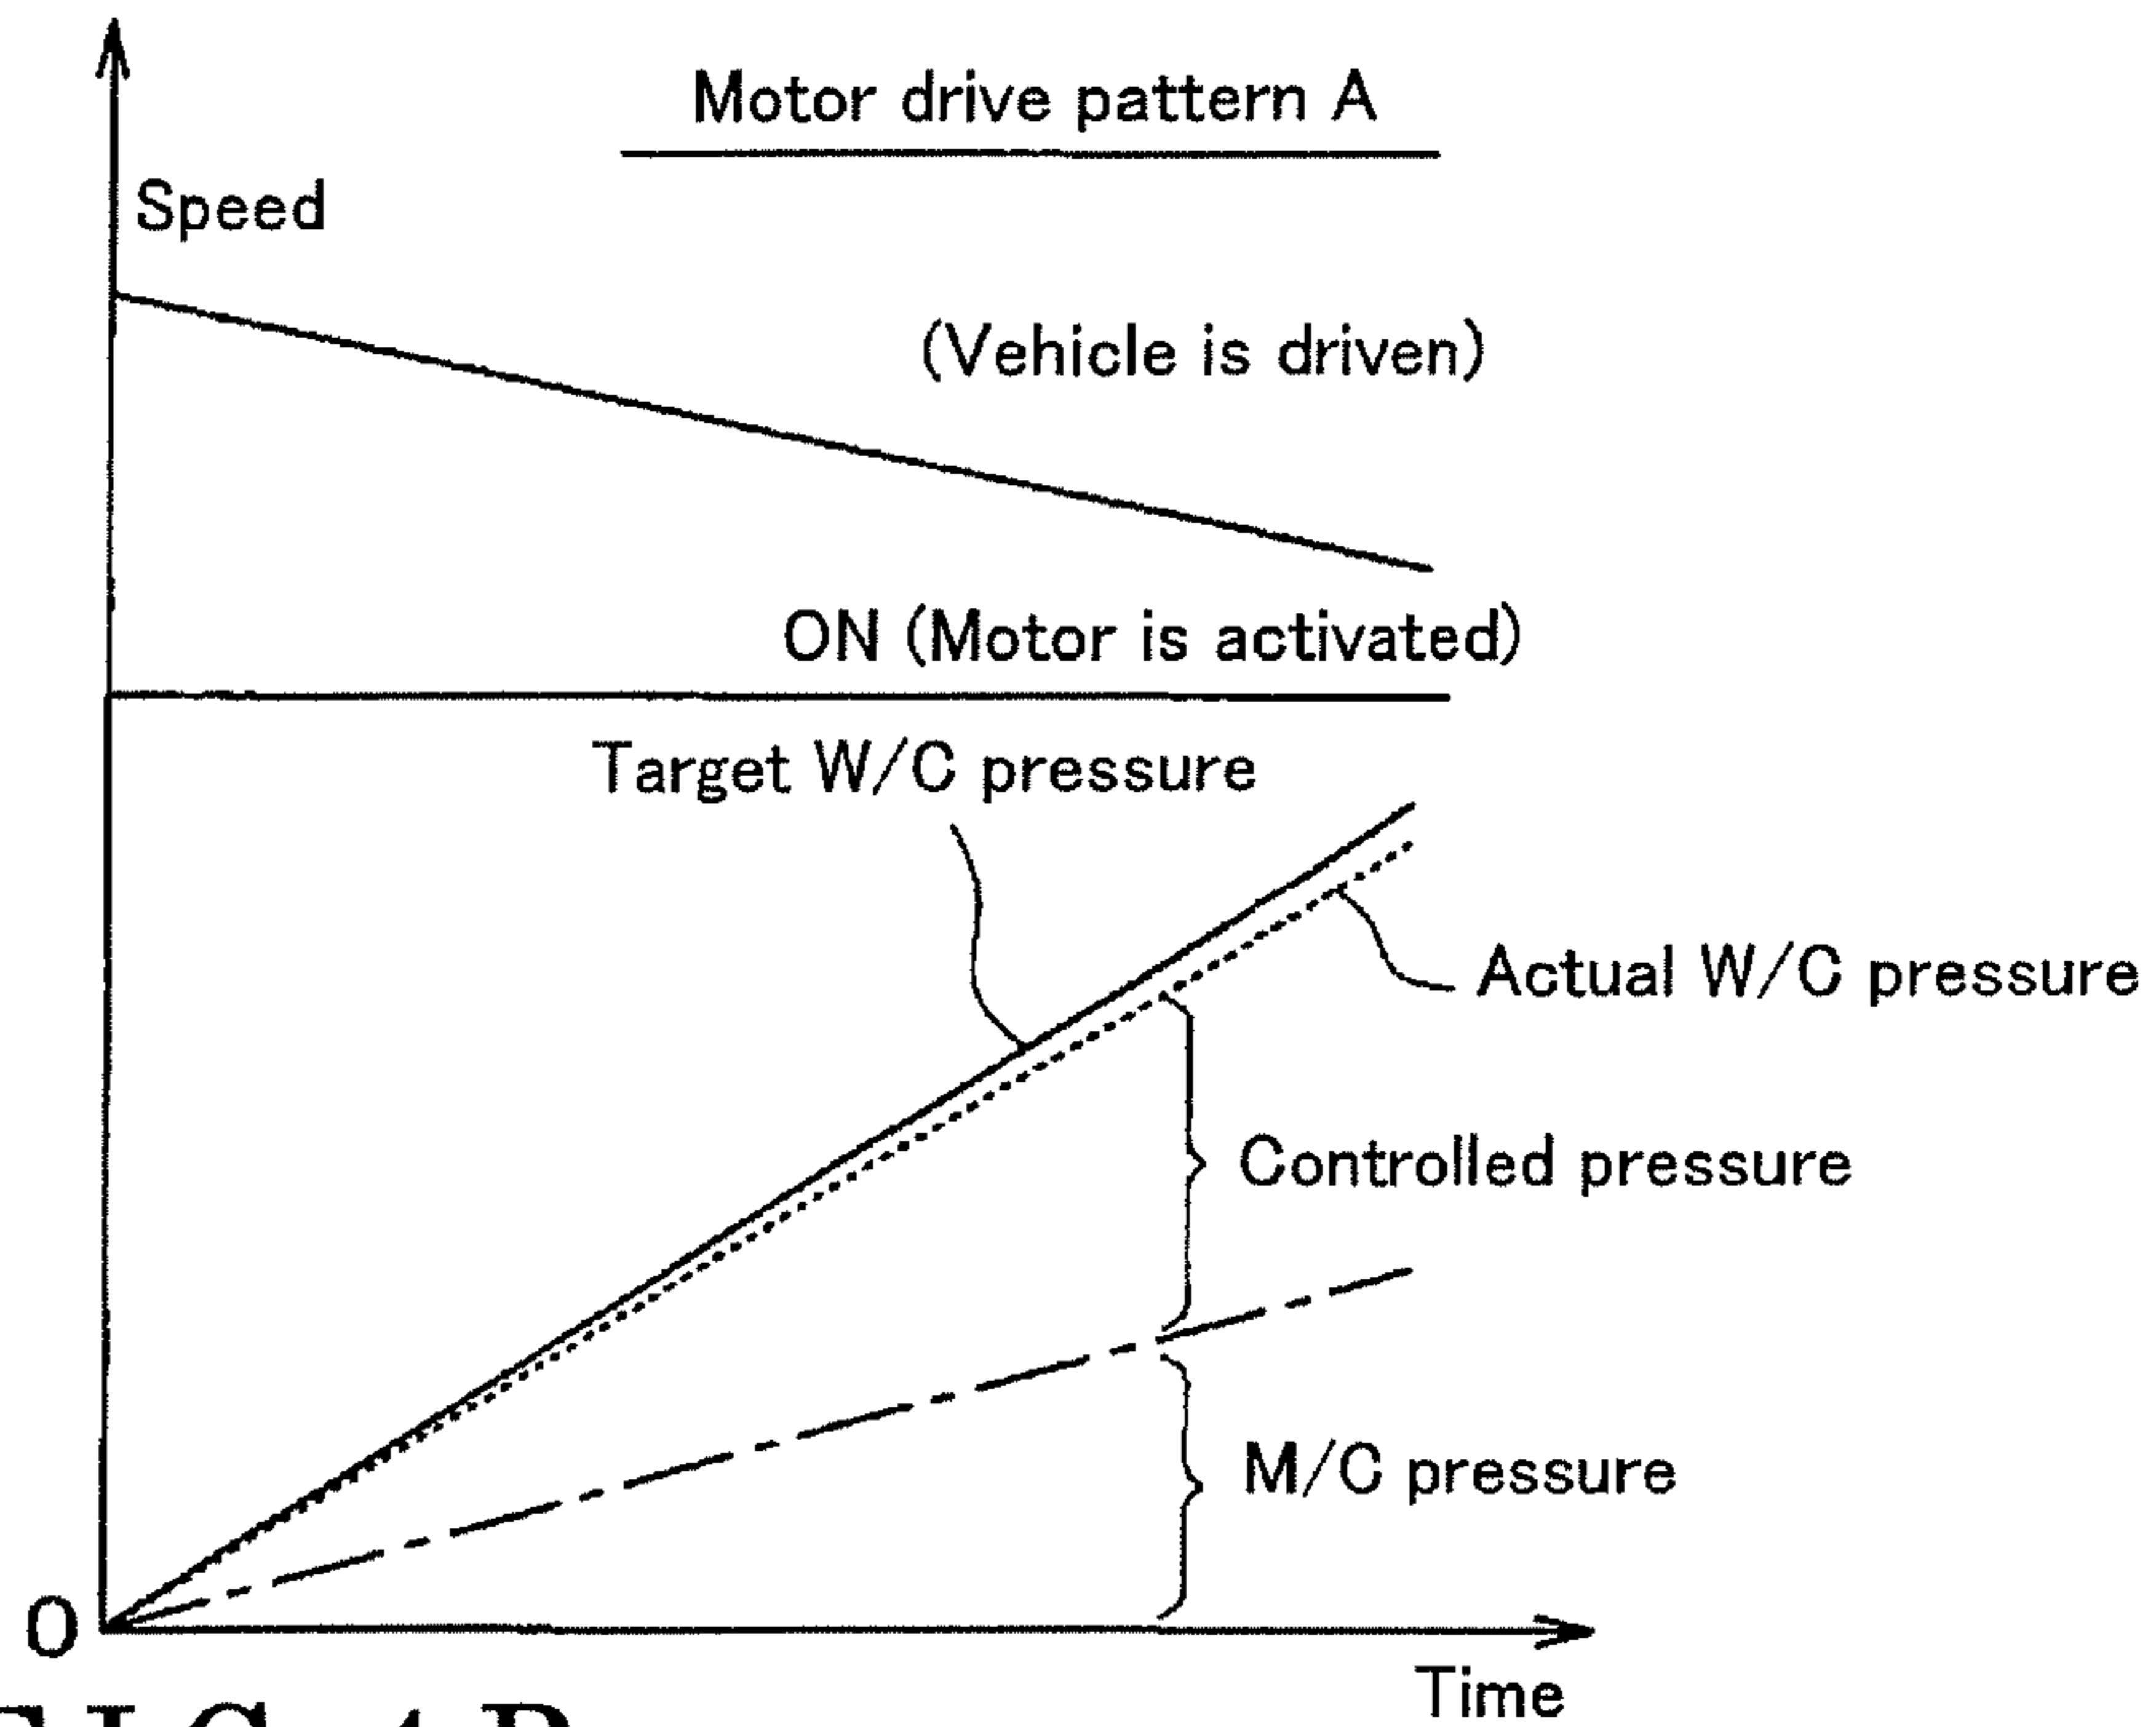 Motor drive pattern A
Speed
(Vehicle is driven)
ON (Motor is activated)
Target W/C pressure
Actual W/C pressure
Controlled pressure
M/C pressure
0
Time